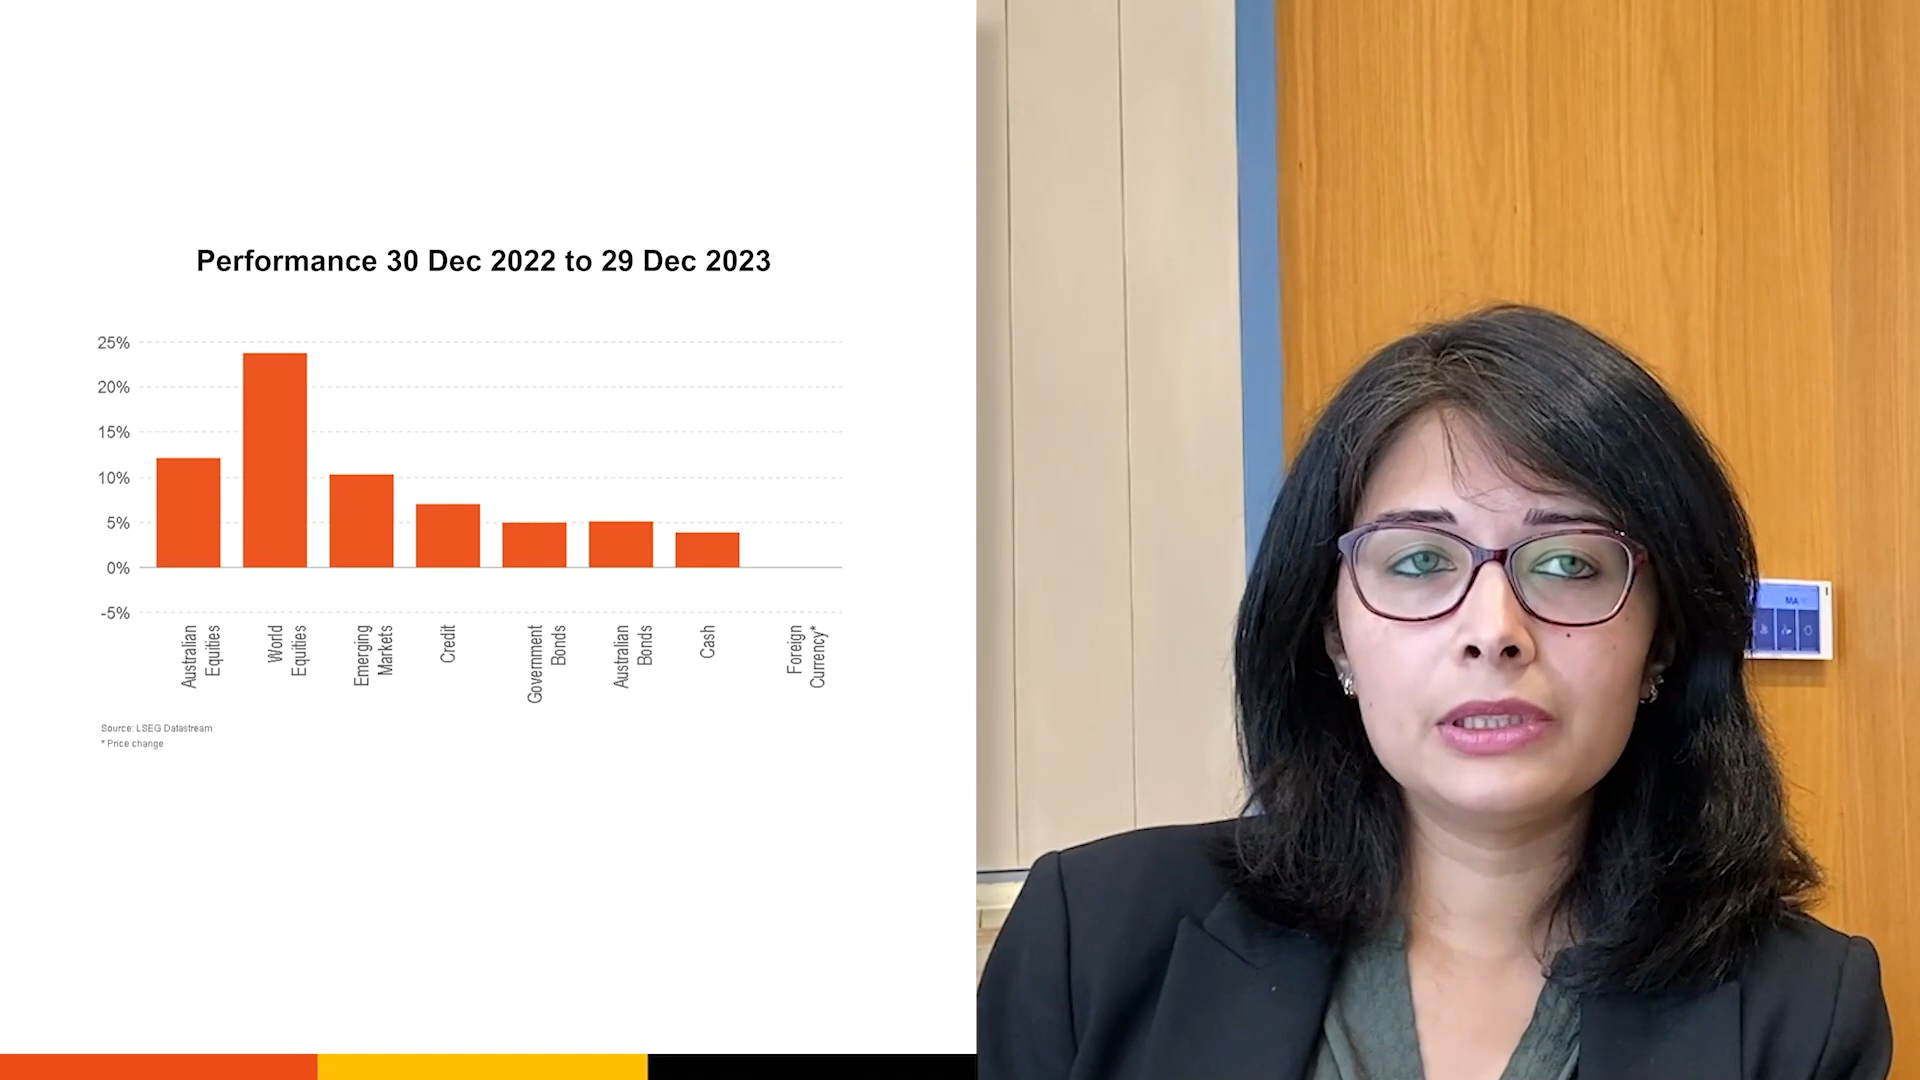 Performance 30 Dec 2022 to 29 Dec 2023
25%
20%
15%
10%
5%
0%
-5%
Australian
Equities
World
Equities
Emerging
Markets
Credit
Government
Bonds
Australian
Bonds
Cash
Foreign
Currency*
Source: LSEG Datastream
* Price change
MA